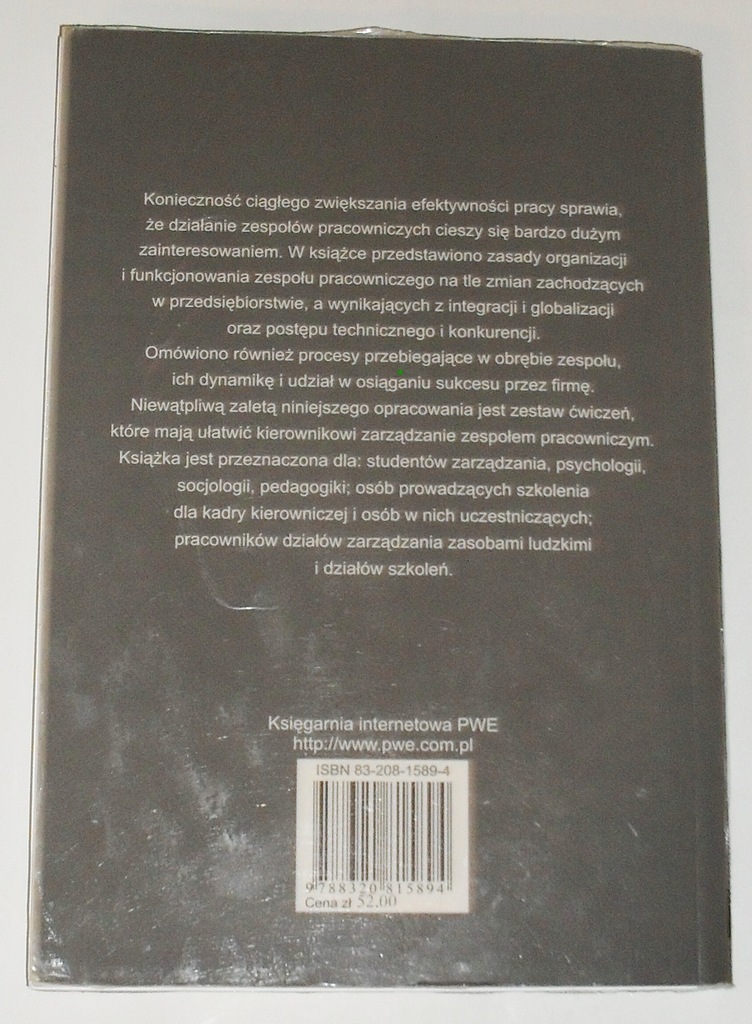 Konieczność ciągłego zwiększania efektywności pracy sprawia,
że działanie zespołów pracowniczych cieszy się bardzo dużym
zainteresowaniem. W książce przedstawiono zasady organizacji
i funkcjonowania zespołu pracowniczego na tle zmian zachodzących
w przedsiębiorstwie, a wynikających z integracji i globalizacji
oraz postępu technicznego i konkurencji.
Omówiono również procesy przebiegające w obrębie zespołu,
ich dynamikę i udział w osiąganiu sukcesu przez firmę.
Niewątpliwą zaletą niniejszego opracowania jest zestaw ćwiczeń,
które mają ułatwić kierownikowi zarządzanie zespołem pracowniczym.
Książka jest przeznaczona dla: studentów zarządzania, psychologii,
socjologii, pedagogiki; osób prowadzących szkolenia
dla kadry kierowniczej i osób w nich uczestniczących;
pracowników działów zarządzania zasobami ludzkimi
i działów szkoleń.
Księgarnia internetowa PWE
http://www.pwe.com.pl
ISBN 83-208-1589-4
9788320815894
Cena zł 52.00